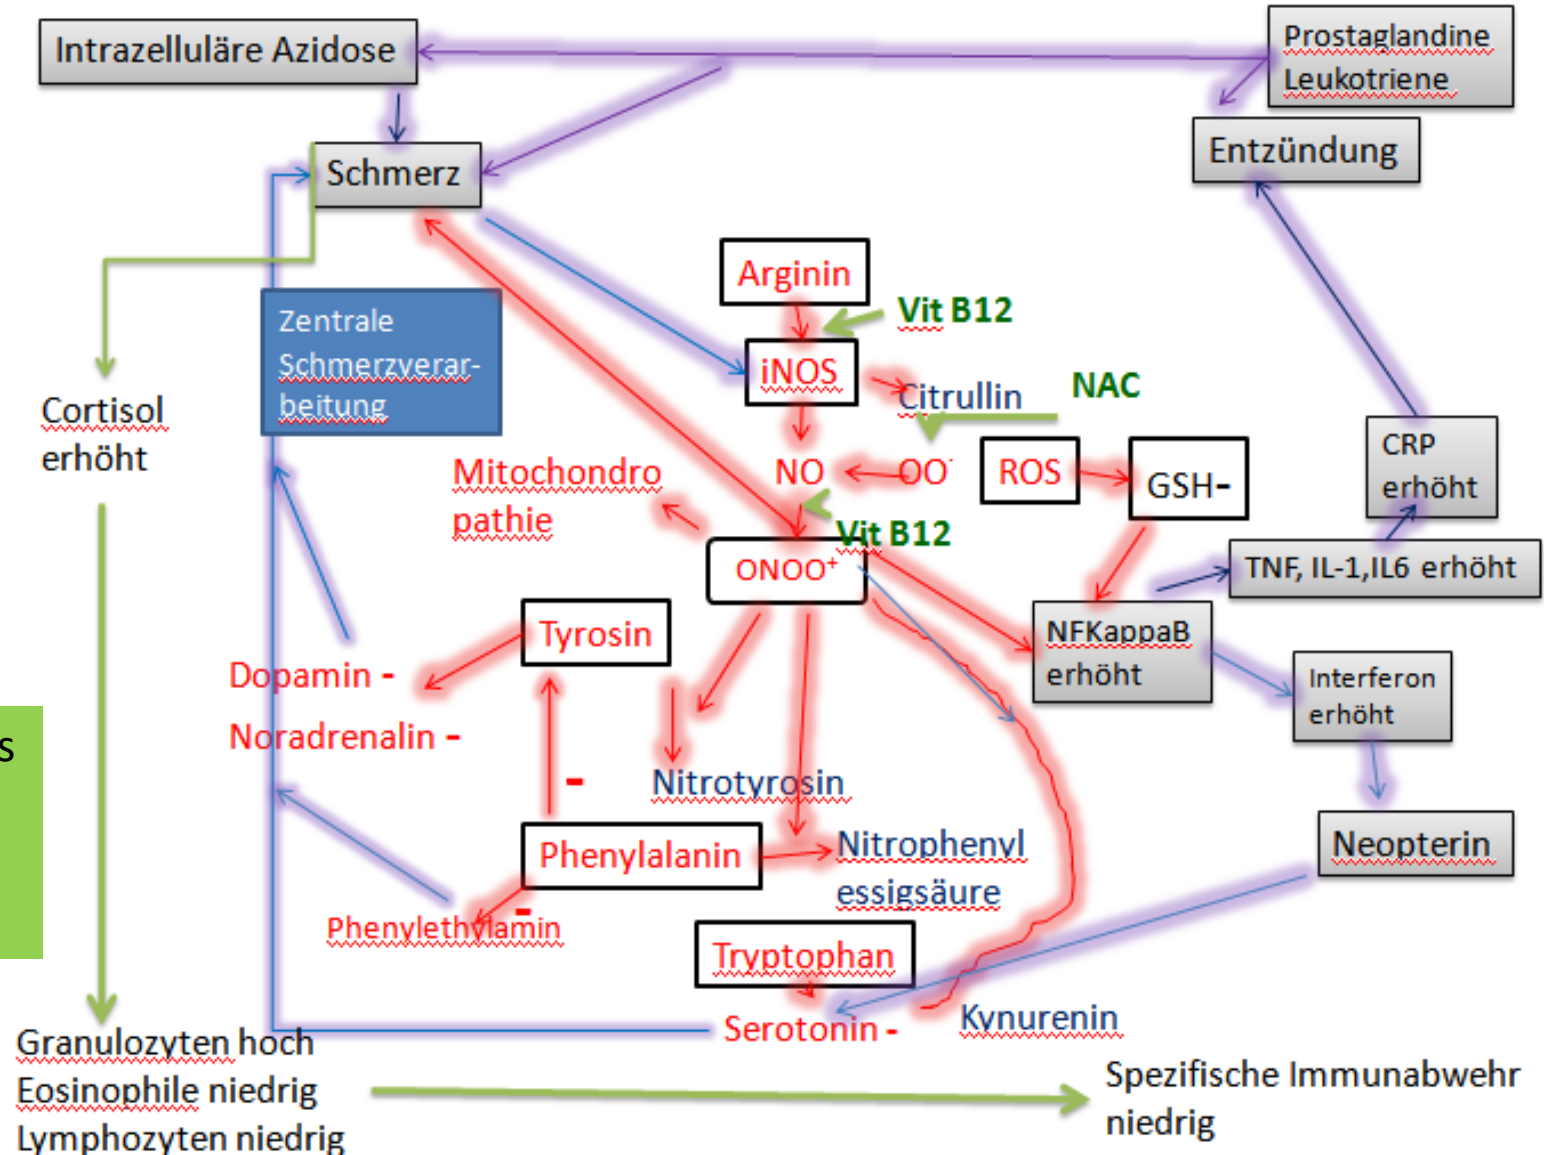 Intrazelluläre Azidose
Prostaglandine
Leukotriene
Entzündung
Schmerz
Arginin
Vit B12
Zentrale
Schmerzverar-
beitung
iNOS
Citrullin
NAC
Cortisol
erhöht
CRP
erhöht
Mitochondro
pathie
NO
OO-
ROS
GSH-
Vit B12
ONOO+
TNF, IL-1,IL6 erhöht
Tyrosin
NFKappaB
erhöht
Dopamin -
Interferon
erhöht
Noradrenalin -
s
-
Nitrotyrosin
Phenylalanin
Nitrophenyl
essigsäure
Neopterin
-
Phenylethylamin
Tryptophan
Serotonin -
Kynurenin
Granulozyten hoch
Eosinophile niedrig
Lymphozyten niedrig
Spezifische Immunabwehr
niedrig